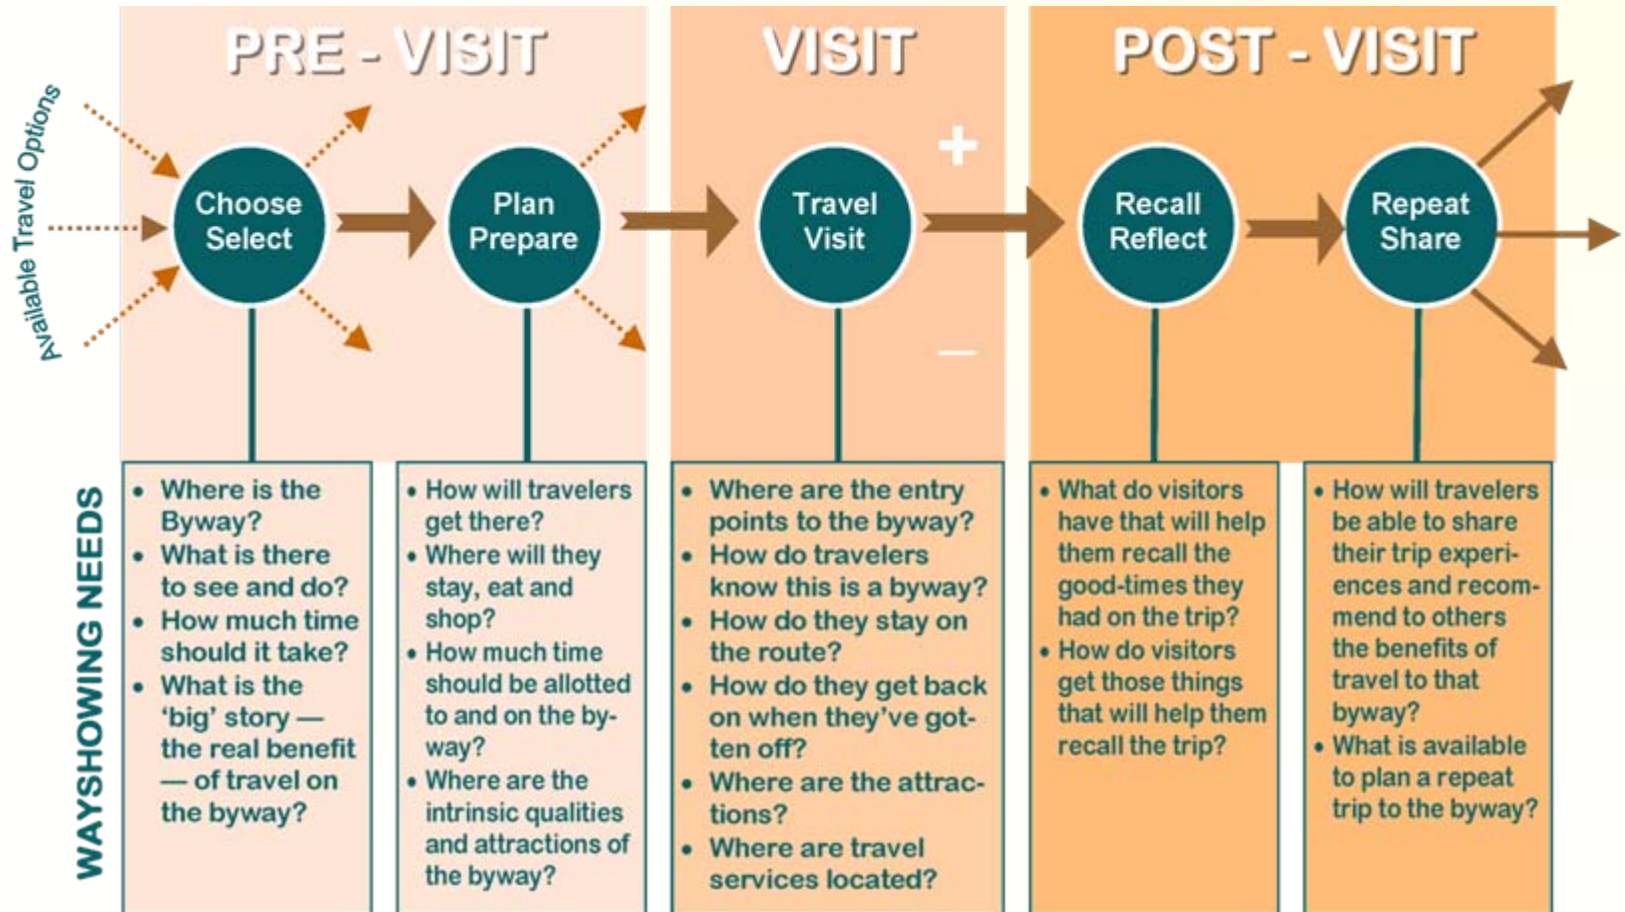 PRE - VISIT
VISIT
POST - VISIT
Available Travel Options
Choose
Select
Plan
Prepare
Travel
Visit
+
–
Recall
Reflect
Repeat
Share
WAYSHOWING NEEDS
• Where is the
Byway?
• What is there
to see and do?
• How much time
should it take?
• What is the
‘big’ story —
the real benefit
— of travel on
the byway?
• How will travelers
get there?
• Where will they
stay, eat and
shop?
• How much time
should be allotted
to and on the by-
way?
• Where are the
intrinsic qualities
and attractions of
the byway?
• Where are the entry
points to the byway?
• How do travelers
know this is a byway?
• How do they stay on
the route?
• How do they get back
on when they’ve got-
ten off?
• Where are the attrac-
tions?
• Where are travel
services located?
• What do visitors
have that will help
them recall the
good-times they
had on the trip?
• How do visitors
get those things
that will help them
recall the trip?
• How will travelers
be able to share
their trip experi-
ences and recom-
mend to others
the benefits of
travel to that
byway?
• What is available
to plan a repeat
trip to the byway?